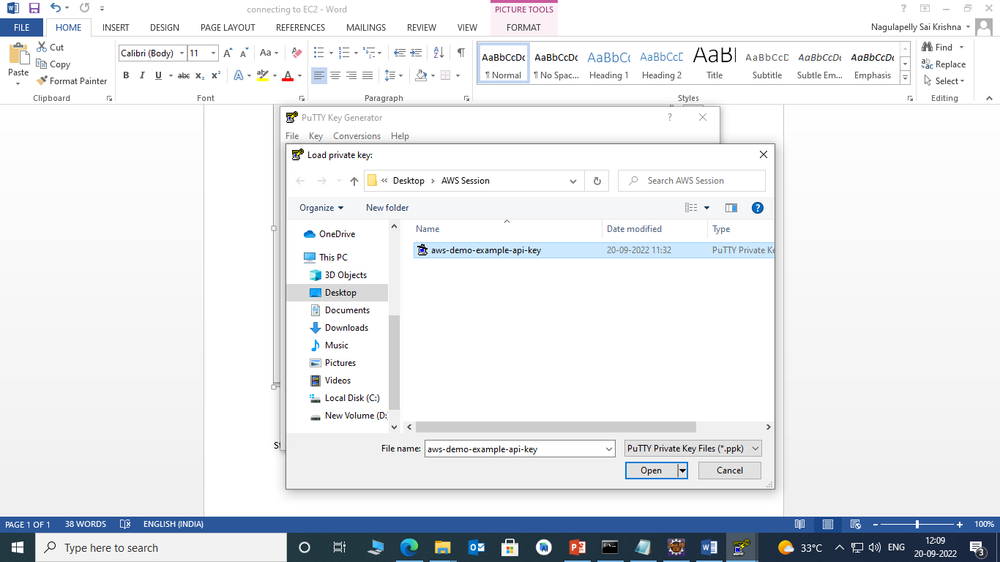 connecting to EC2 - Word
PICTURE TOOLS
FILE HOME INSERT DESIGN PAGE LAYOUT REFERENCES MAILINGS REVIEW VIEW FORMAT Nagulapelly Sai Krishna
Paste
Cut
Copy
Format Painter
Clipboard
Calibri (Body) 11
Font
Paragraph
AaBbCcDc AaBbCcDc AaBbCc AaBbCcD AaB AaBbCcD AaBbCcDc AaBbCcDc
¶ Normal ¶ No Spac... Heading 1 Heading 2 Title Subtitle Subtle Em... Emphasis
Styles
Find
Replace
Select
Editing
PuTTY Key Generator
File Key Conversions Help
Load private key:
« Desktop › AWS Session
Search AWS Session
Organize New folder
Name Date modified Type
aws-demo-example-api-key 20-09-2022 11:32 PuTTY Private Ke
OneDrive
This PC
3D Objects
Desktop
Documents
Downloads
Music
Pictures
Videos
Local Disk (C:)
New Volume (D:
File name: aws-demo-example-api-key PuTTY Private Key Files (*.ppk)
Open Cancel
St
PAGE 1 OF 1 38 WORDS ENGLISH (INDIA) 100%
Type here to search
33°C ENG 12:09
20-09-2022
3